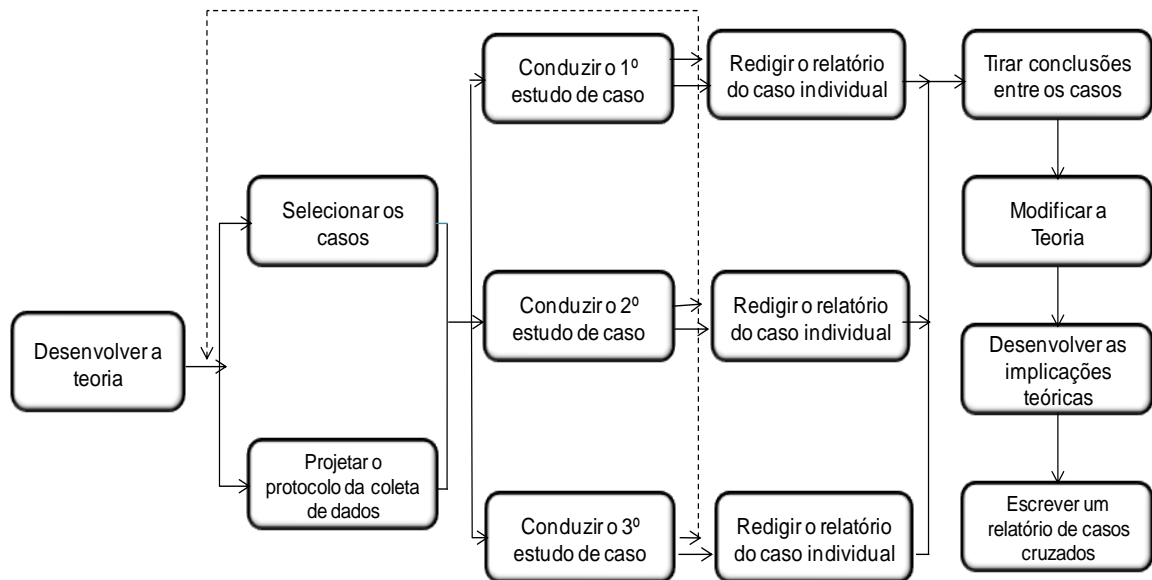 Desenvolver a
teoria
Selecionar os
casos
Projetar o
protocolo da coleta
de dados
Conduzir o 1º
estudo de caso
Conduzir o 2º
estudo de caso
Conduzir o 3º
estudo de caso
Redigir o relatório
do caso individual
Redigir o relatório
do caso individual
Redigir o relatório
do caso individual
Tirar conclusões
entre os casos
Modificar a
Teoria
Desenvolver as
implicações
teóricas
Escrever um
relatório de casos
cruzados